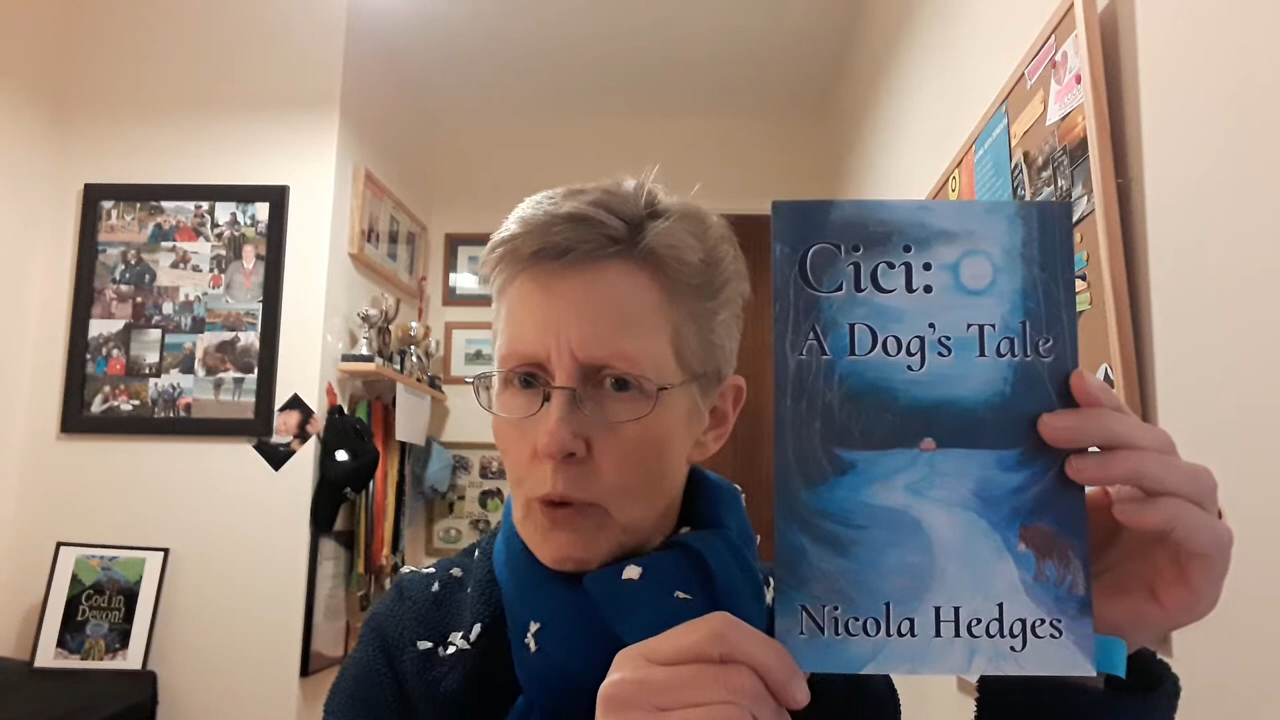 Cici:
A Dog's Tale
Nicola Hedges
Cod in
Devon!